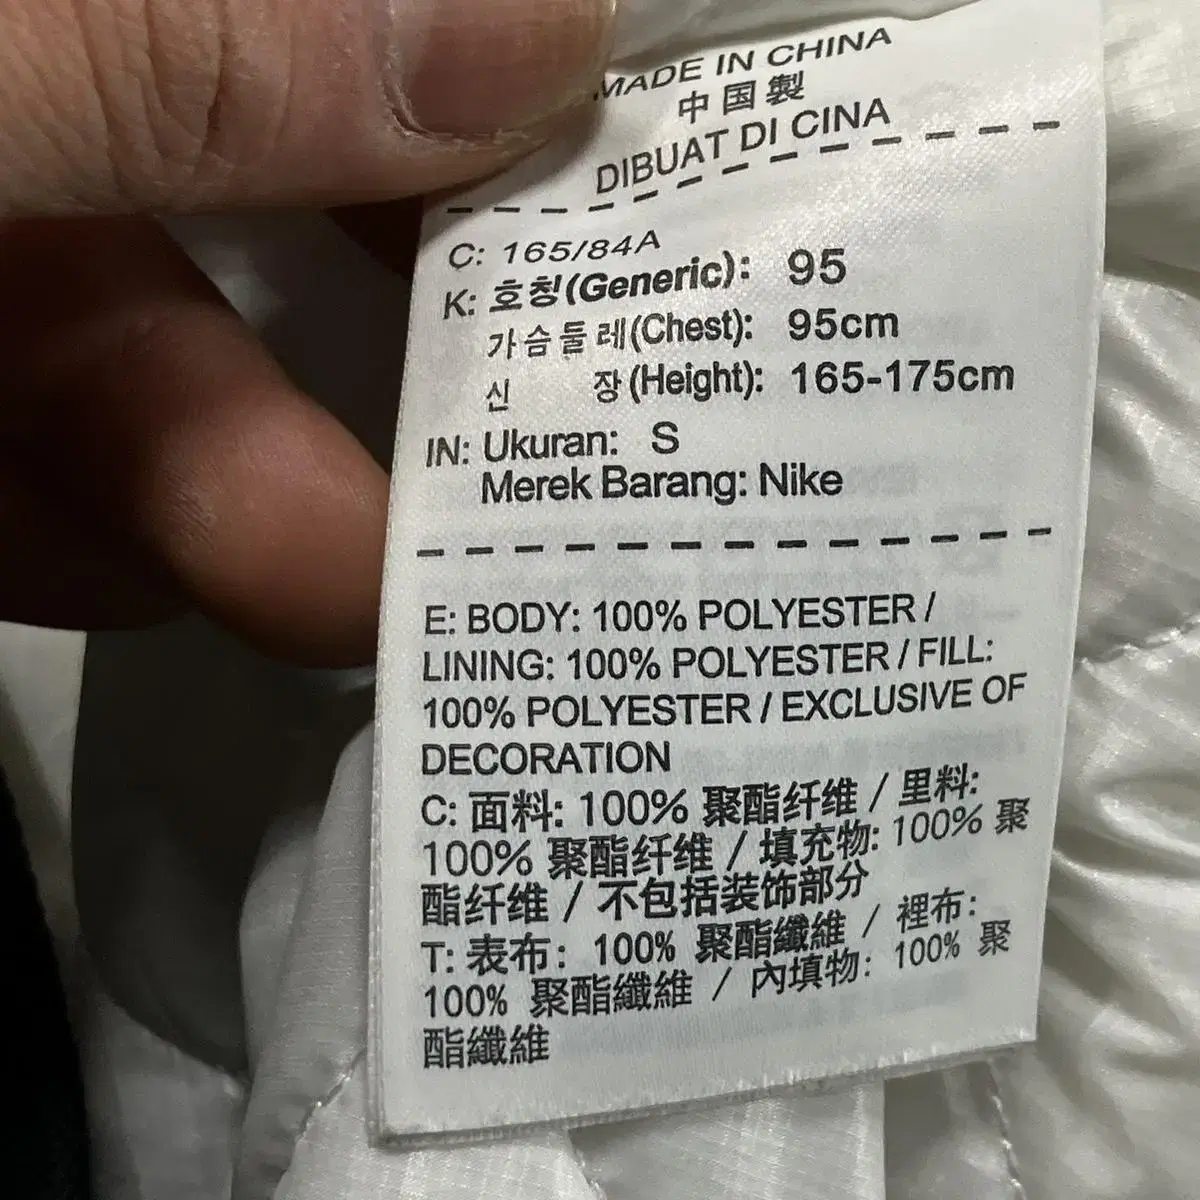 MADE IN CHINA
中国製
DIBUAT DI CINA
C: 165/84A
K: 호칭(Generic): 95
가슴둘레(Chest): 95cm
신 장(Height): 165-175cm
IN: Ukuran: S
Merek Barang: Nike
E: BODY: 100% POLYESTER /
LINING: 100% POLYESTER / FILL:
100% POLYESTER / EXCLUSIVE OF
DECORATION
C: 面料: 100% 聚酯纤维 / 里料:
100% 聚酯纤维 / 填充物: 100% 聚
酯纤维 / 不包括装饰部分
T: 表布: 100% 聚酯纖維 / 裡布:
100% 聚酯纖維 / 內填物: 100% 聚
酯纖維